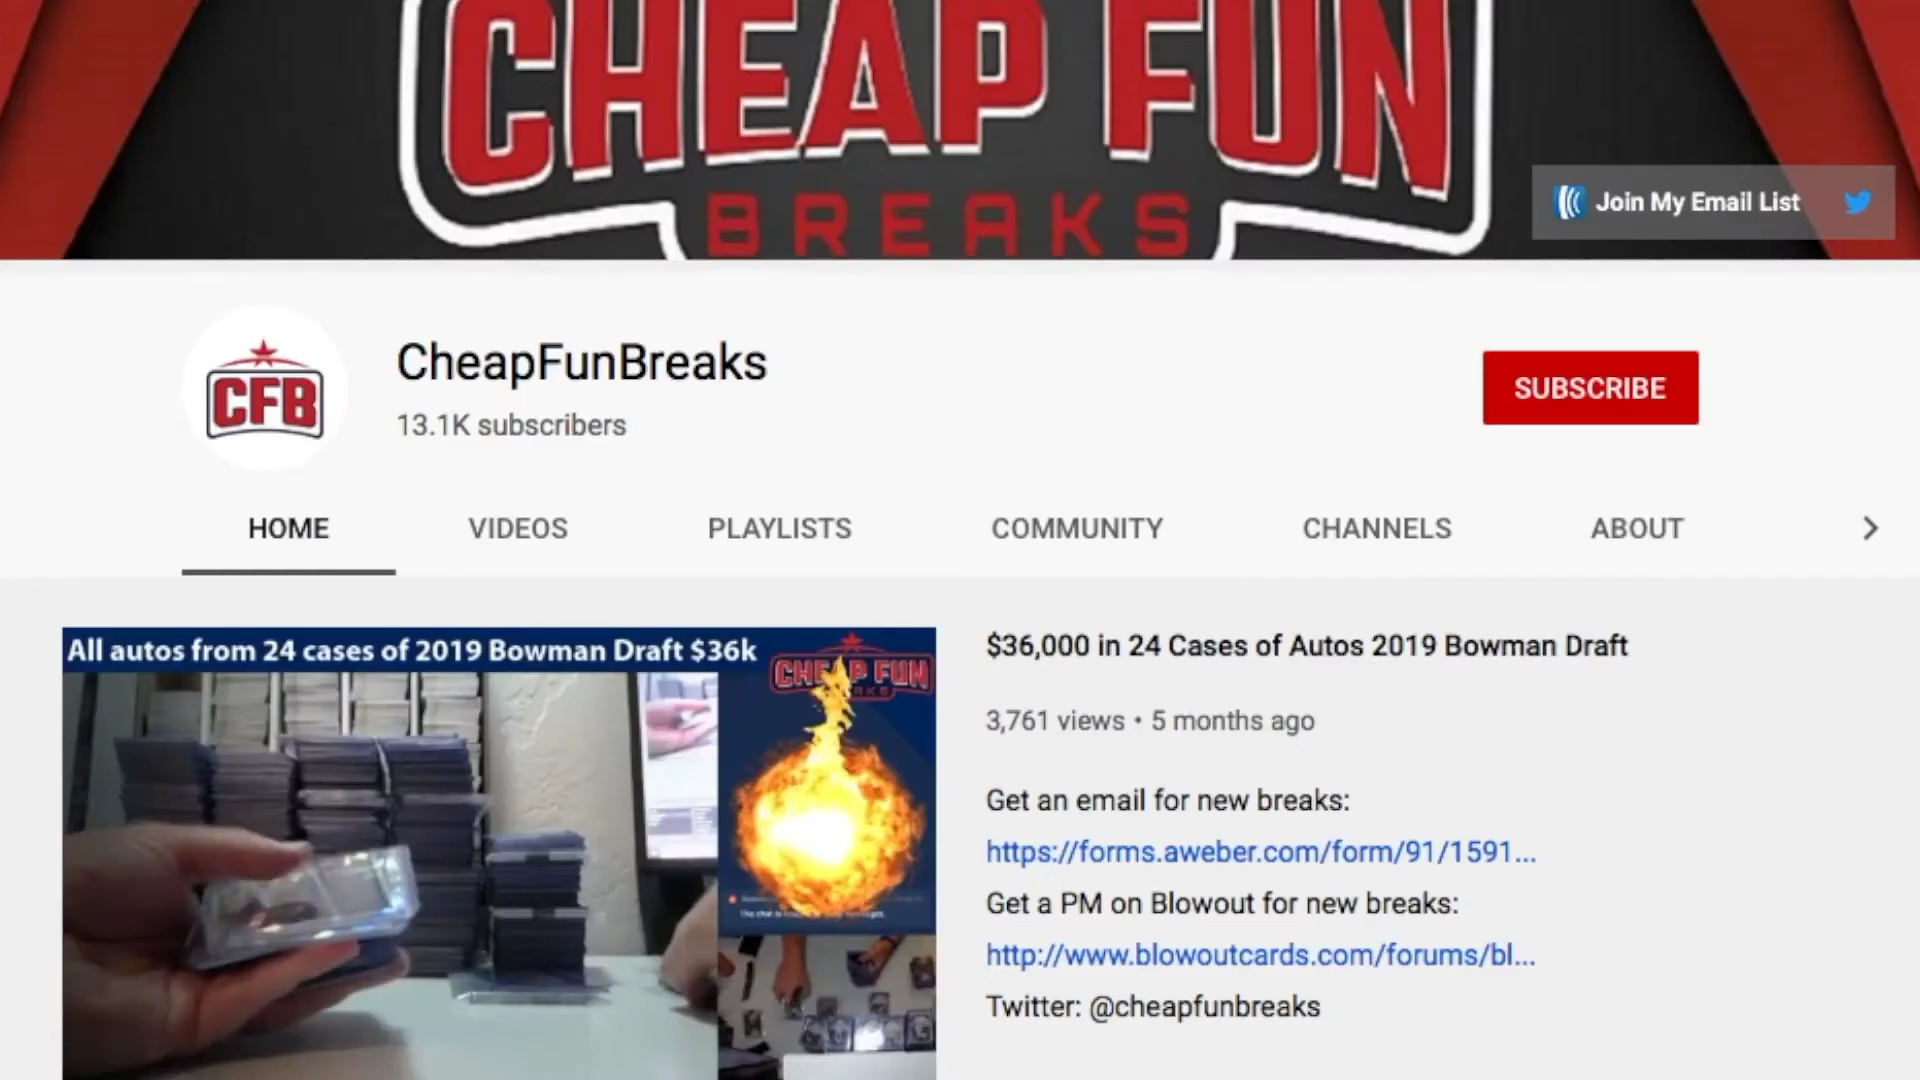 CHEAP FUN
BREAKS
Join My Email List
CFB
CheapFunBreaks
13.1K subscribers
SUBSCRIBE
HOME
VIDEOS
PLAYLISTS
COMMUNITY
CHANNELS
ABOUT
All autos from 24 cases of 2019 Bowman Draft $36k
CHEAP FUN
$36,000 in 24 Cases of Autos 2019 Bowman Draft
3,761 views • 5 months ago
Get an email for new breaks:
https://forms.aweber.com/form/91/1591...
Get a PM on Blowout for new breaks:
http://www.blowoutcards.com/forums/bl...
Twitter: @cheapfunbreaks